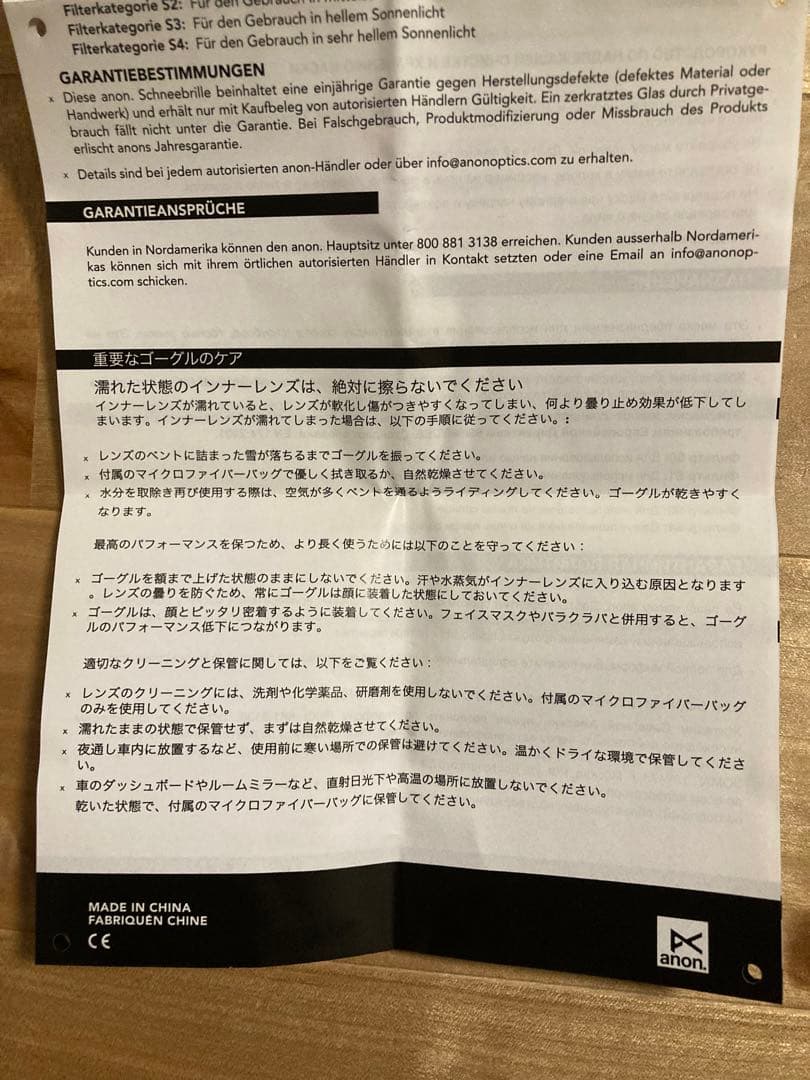 Filterkategorie S2: Für den Gebrauch in
Filterkategorie S3: Für den Gebrauch in hellem Sonnenlicht
Filterkategorie S4: Für den Gebrauch in sehr hellem Sonnenlicht
GARANTIEBESTIMMUNGEN
x Diese anon. Schneebrille beinhaltet eine einjährige Garantie gegen Herstellungsdefekte (defektes Material oder
Handwerk) und erhält nur mit Kaufbeleg von autorisierten Händlern Gültigkeit. Ein zerkratztes Glas durch Privatge-
brauch fällt nicht unter die Garantie. Bei Falschgebrauch, Produktmodifizierung oder Missbrauch des Produkts
erlischt anons Jahresgarantie.
x Details sind bei jedem autorisierten anon-Händler oder über info@anonoptics.com zu erhalten.
GARANTIEANSPRÜCHE
Kunden in Nordamerika können den anon. Hauptsitz unter 800 881 3138 erreichen. Kunden ausserhalb Nordameri-
kas können sich mit ihrem örtlichen autorisierten Händler in Kontakt setzten oder eine Email an info@anonop-
tics.com schicken.
重要なゴーグルのケア
濡れた状態のインナーレンズは、絶対に擦らないでください
インナーレンズが濡れていると、レンズが軟化し傷がつきやすくなってしまい、何より曇り止め効果が低下してし
まいます。インナーレンズが濡れてしまった場合は、以下の手順に従ってください。:
x レンズのベントに詰まった雪が落ちるまでゴーグルを振ってください。
x 付属のマイクロファイバーバッグで優しく拭き取るか、自然乾燥させてください。
x 水分を取除き再び使用する際は、空気が多くベントを通るようライディングしてください。ゴーグルが乾きやすく
なります。
最高のパフォーマンスを保つため、より長く使うためには以下のことを守ってください：
x ゴーグルを額まで上げた状態のままにしないでください。汗や水蒸気がインナーレンズに入り込む原因となります
。レンズの曇りを防ぐため、常にゴーグルは顔に装着した状態にしておいてください。
x ゴーグルは、顔とピッタリ密着するように装着してください。フェイスマスクやバラクラバと併用すると、ゴーグ
ルのパフォーマンス低下につながります。
適切なクリーニングと保管に関しては、以下をご覧ください：
x レンズのクリーニングには、洗剤や化学薬品、研磨剤を使用しないでください。付属のマイクロファイバーバッグ
のみを使用してください。
x 濡れたままの状態で保管せず、まずは自然乾燥させてください。
x 夜通し車内に放置するなど、使用前に寒い場所での保管は避けてください。温かくドライな環境で保管してくださ
い。
x 車のダッシュボードやルームミラーなど、直射日光下や高温の場所に放置しないでください。
乾いた状態で、付属のマイクロファイバーバッグに保管してください。
MADE IN CHINA
FABRIQUÉN CHINE
CE
anon.